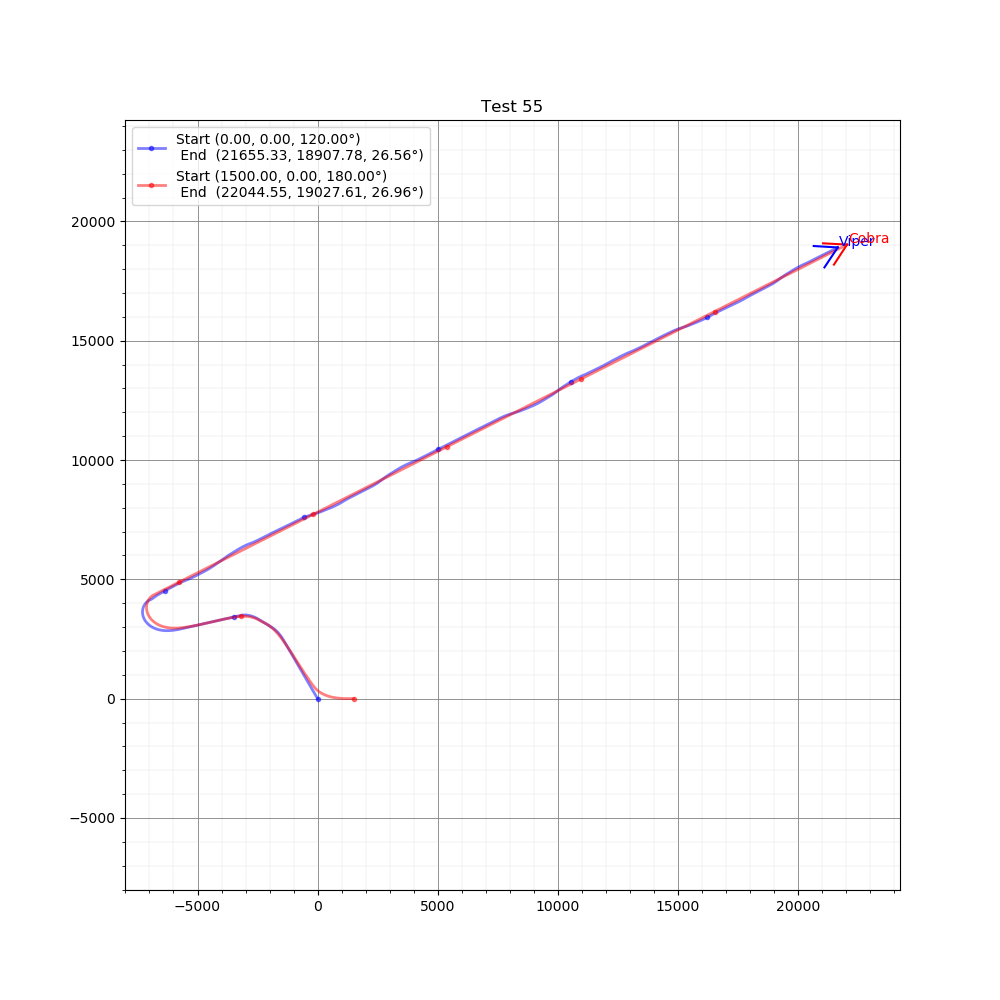 Test 55
Start (0.00, 0.00, 120.00°)
End (21655.33, 18907.78, 26.56°)
Start (1500.00, 0.00, 180.00°)
End (22044.55, 19027.61, 26.96°)
Cobra
Viper
20000
15000
10000
5000
0
−5000
−5000
0
5000
10000
15000
20000